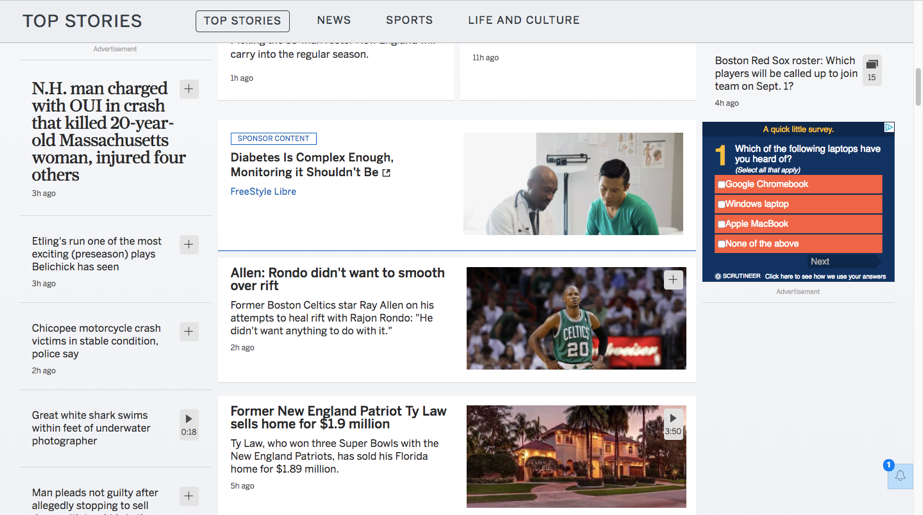 TOP STORIES
TOP STORIES
NEWS
SPORTS
LIFE AND CULTURE
Advertisement
N.H. man charged
with OUI in crash
that killed 20-year-
old Massachusetts
woman, injured four
others
3h ago
Etling's run one of the most
exciting (preseason) plays
Belichick has seen
3h ago
Chicopee motorcycle crash
victims in stable condition,
police say
2h ago
Great white shark swims
within feet of underwater
photographer
0:18
Man pleads not guilty after
allegedly stopping to sell
carry into the regular season.
1h ago
11h ago
SPONSOR CONTENT
Diabetes Is Complex Enough,
Monitoring it Shouldn't Be
FreeStyle Libre
Allen: Rondo didn't want to smooth
over rift
Former Boston Celtics star Ray Allen on his
attempts to heal rift with Rajon Rondo: "He
didn't want anything to do with it."
2h ago
CELTICS
20
Budweiser
Former New England Patriot Ty Law
sells home for $1.9 million
Ty Law, who won three Super Bowls with the
New England Patriots, has sold his Florida
home for $1.89 million.
5h ago
3:50
Boston Red Sox roster: Which
players will be called up to join
team on Sept. 1?
4h ago
15
A quick little survey.
1 Which of the following laptops have
you heard of?
(Select all that apply)
Google Chromebook
Windows laptop
Apple MacBook
None of the above
Next
SCRUTINEER Click here to see how we use your answers
Advertisement
1